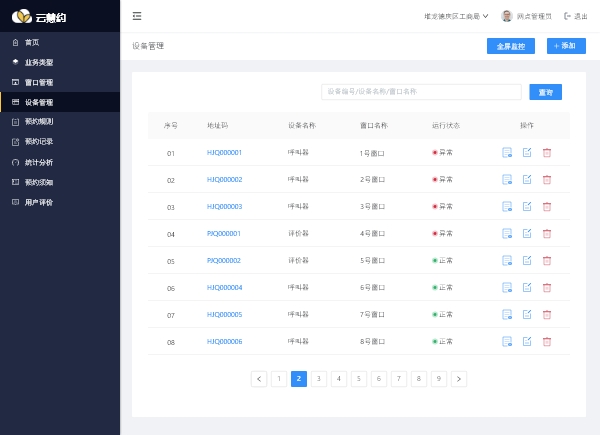 云慧约
堆龙德庆区工商局 网点管理员 退出
首页
业务类型
窗口管理
设备管理
预约规则
预约记录
统计分析
预约须知
用户评价
设备管理 全屏监控 + 添加
设备编号/设备名称/窗口名称 查询
序号 地址码 设备名称 窗口名称 运行状态 操作
01 HJQ000001 呼叫器 1号窗口 异常
02 HJQ000002 呼叫器 2号窗口 异常
03 HJQ000003 呼叫器 3号窗口 异常
04 PJQ000001 评价器 4号窗口 异常
05 PJQ000002 评价器 5号窗口 正常
06 HJQ000004 呼叫器 6号窗口 正常
07 HJQ000005 呼叫器 7号窗口 正常
08 HJQ000006 呼叫器 8号窗口 正常
< 1 2 3 4 5 6 7 8 9 >